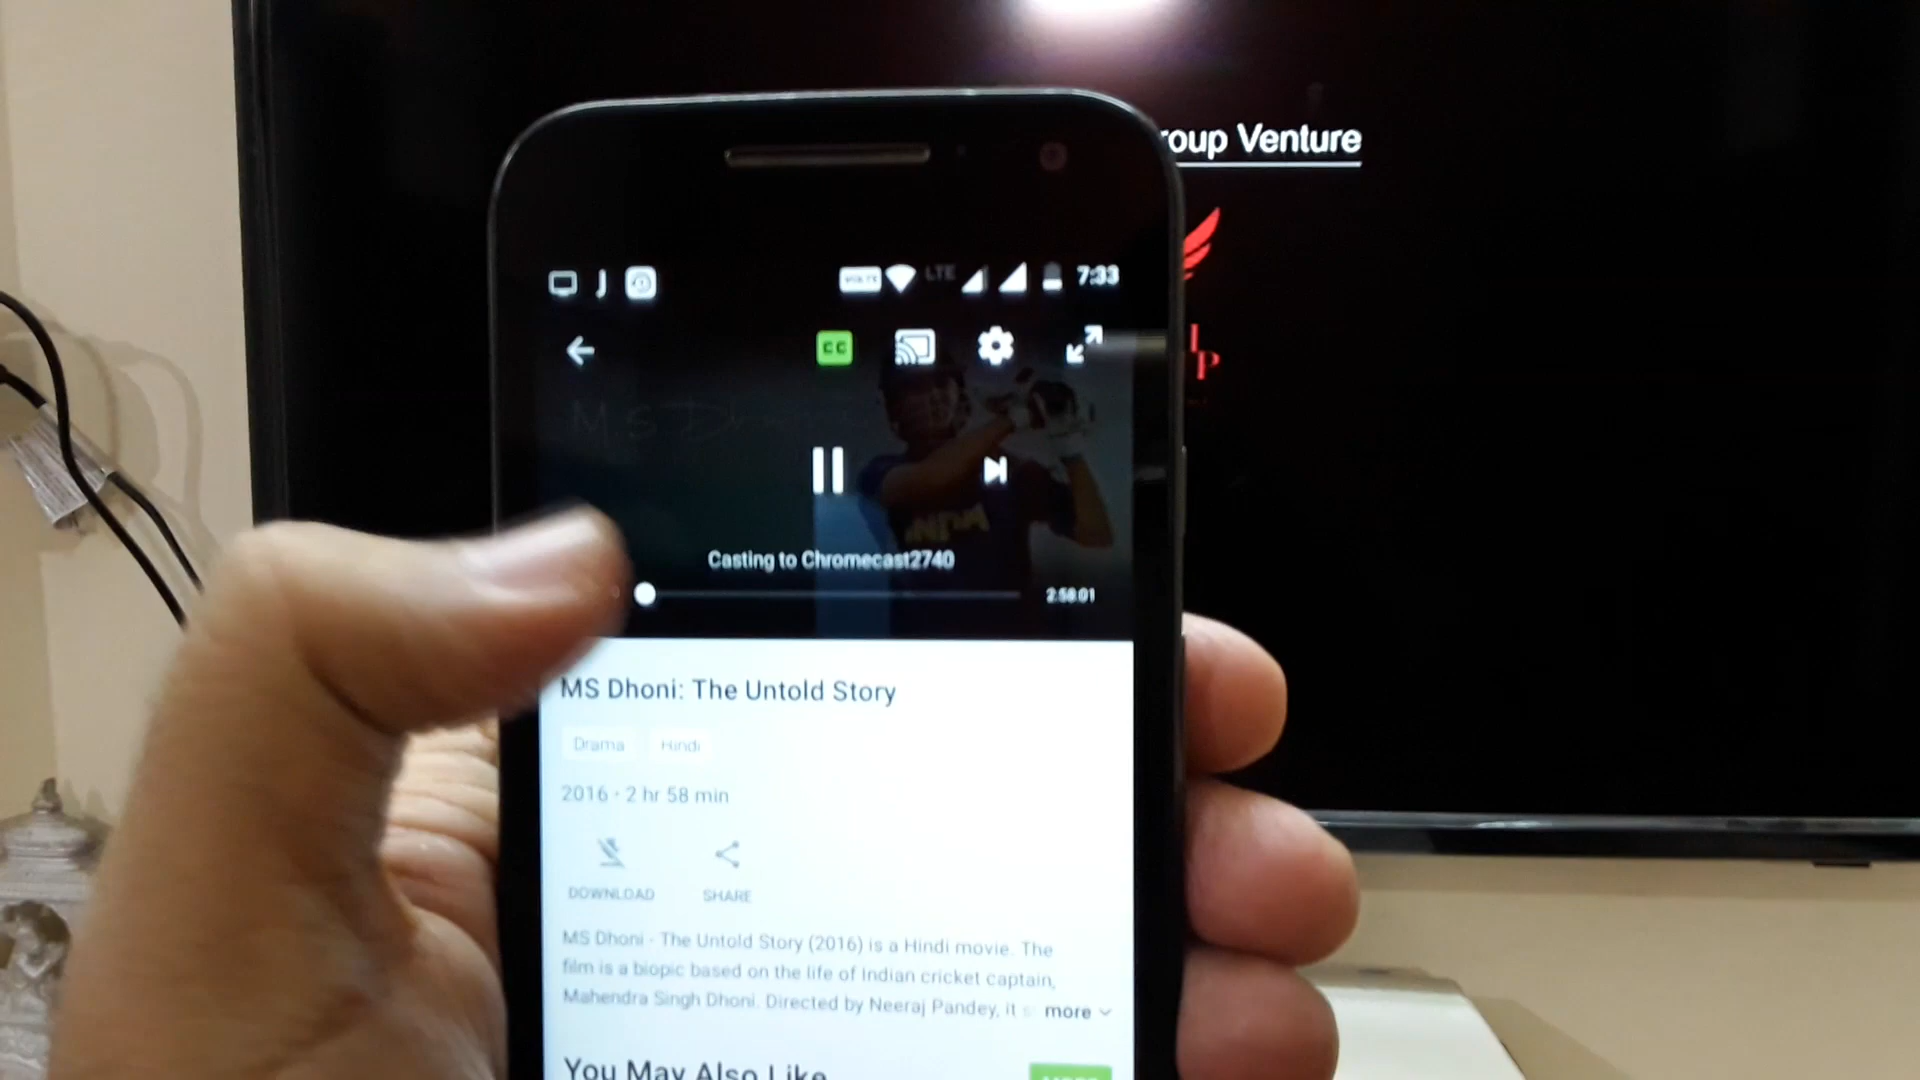 roup Venture
VoLTE LTE 7:33
CC
M S Dh
INDIA
Casting to Chromecast2740
2:58:01
MS Dhoni: The Untold Story
Drama Hindi
2016 · 2 hr 58 min
DOWNLOAD SHARE
MS Dhoni - The Untold Story (2016) is a Hindi movie. The
film is a biopic based on the life of Indian cricket captain,
Mahendra Singh Dhoni. Directed by Neeraj Pandey, it s more
You May Also Like